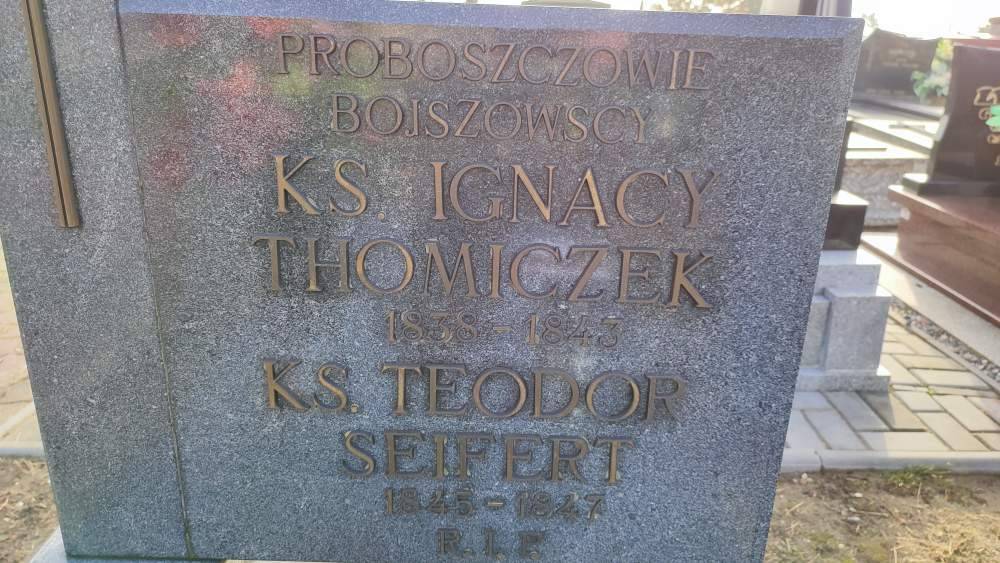 PROBOSZCZOWIE
BOJSZOWSCY
KS. IGNACY
THOMICZEK
1838 - 1843
KS. TEODOR
SEIFERT
1845 - 1847
R. I. P.